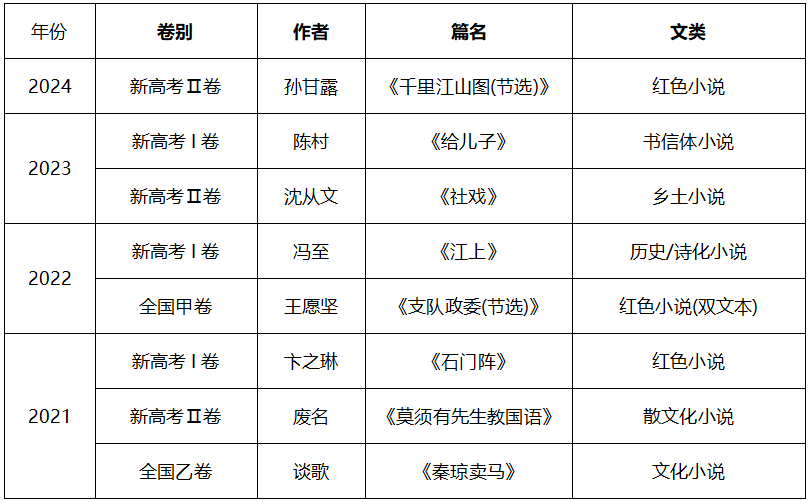 年份 卷别 作者 篇名 文类
2024 新高考Ⅱ卷 孙甘露 《千里江山图(节选)》 红色小说
2023 新高考Ⅰ卷 陈村 《给儿子》 书信体小说
新高考Ⅱ卷 沈从文 《社戏》 乡土小说
2022 新高考Ⅰ卷 冯至 《江上》 历史/诗化小说
全国甲卷 王愿坚 《支队政委(节选)》 红色小说(双文本)
2021 新高考Ⅰ卷 卞之琳 《石门阵》 红色小说
新高考Ⅱ卷 废名 《莫须有先生教国语》 散文化小说
全国乙卷 谈歌 《秦琼卖马》 文化小说